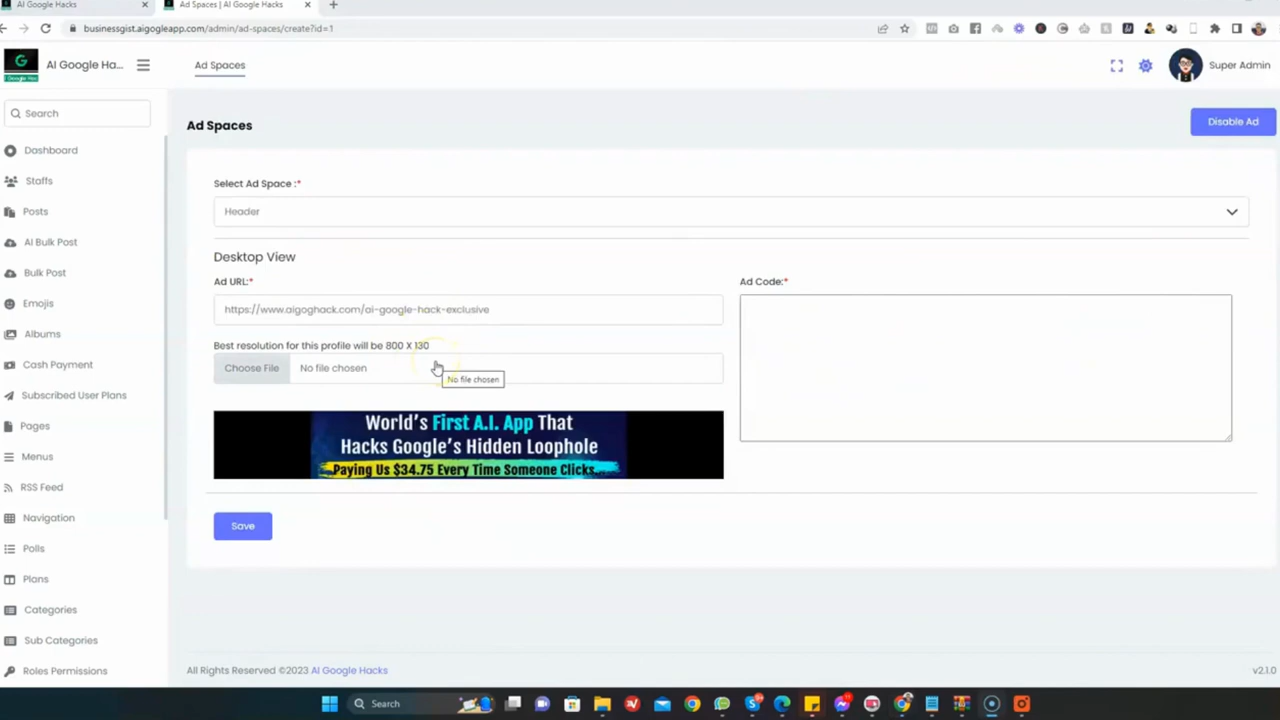 AI Google Hacks
Ad Spaces | AI Google Hacks
businessgist.aigogleapp.com/admin/ad-spaces/create?id=1
AI Google Ha...
Ad Spaces
Super Admin
Search
Ad Spaces
Disable Ad
Dashboard
Staffs
Posts
AI Bulk Post
Bulk Post
Emojis
Albums
Cash Payment
Subscribed User Plans
Pages
Menus
RSS Feed
Navigation
Polls
Plans
Categories
Sub Categories
Roles Permissions
Select Ad Space :*
Header
Desktop View
Ad URL:*
Ad Code:*
https://www.aigoghack.com/ai-google-hack-exclusive
Best resolution for this profile will be 800 X 130
Choose File
No file chosen
No file chosen
World's First A.I. App That
Hacks Google's Hidden Loophole
Paying Us $34.75 Every Time Someone Clicks...
Save
All Rights Reserved ©2023 AI Google Hacks
v2.1.0
Search